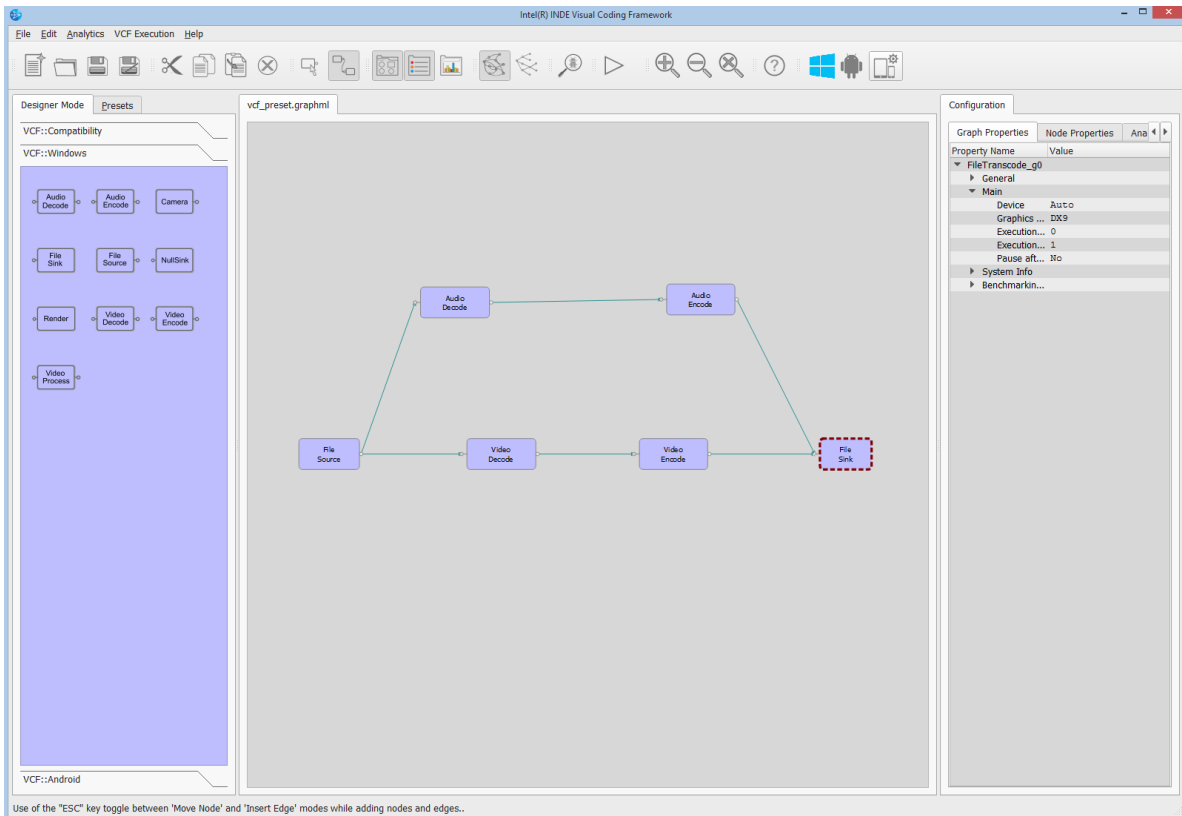 Intel(R) INDE Visual Coding Framework
File Edit Analytics VCF Execution Help
Designer Mode Presets
VCF::Compatibility
VCF::Windows
Audio
Decode
Audio
Encode
Camera
File
Sink
File
Source
NullSink
Render
Video
Decode
Video
Encode
Video
Process
VCF::Android
vcf_preset.graphml
Audio
Decode
Audio
Encode
File
Source
Video
Decode
Video
Encode
File
Sink
Configuration
Graph Properties Node Properties Ana
Property Name Value
FileTranscode_g0
General
Main
Device Auto
Graphics ... DX9
Execution... 0
Execution... 1
Pause aft... No
System Info
Benchmarkin...
Use of the "ESC" key toggle between 'Move Node' and 'Insert Edge' modes while adding nodes and edges..